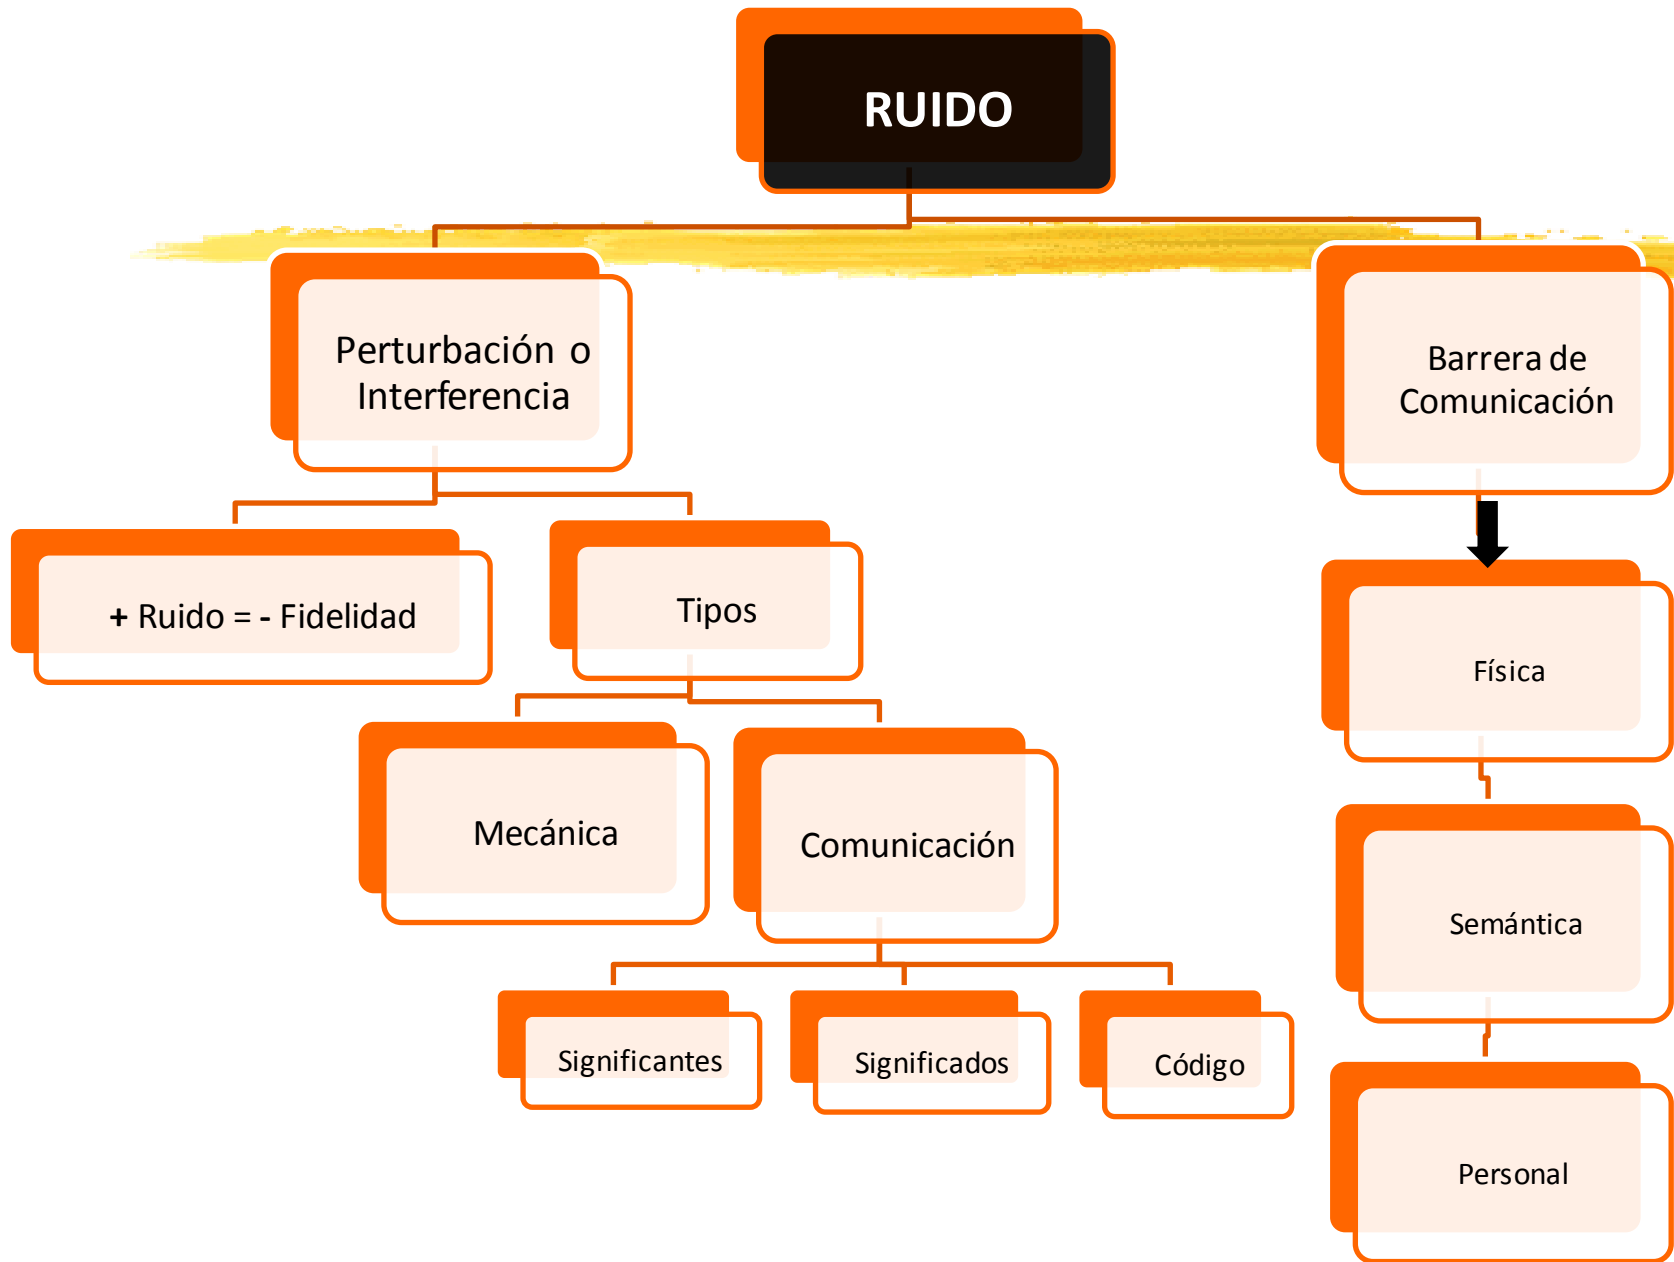 RUIDO
Perturbación o
Interferencia
Barrera de
Comunicación
+ Ruido = - Fidelidad
Tipos
Física
Mecánica
Comunicación
Semántica
Significantes
Significados
Código
Personal